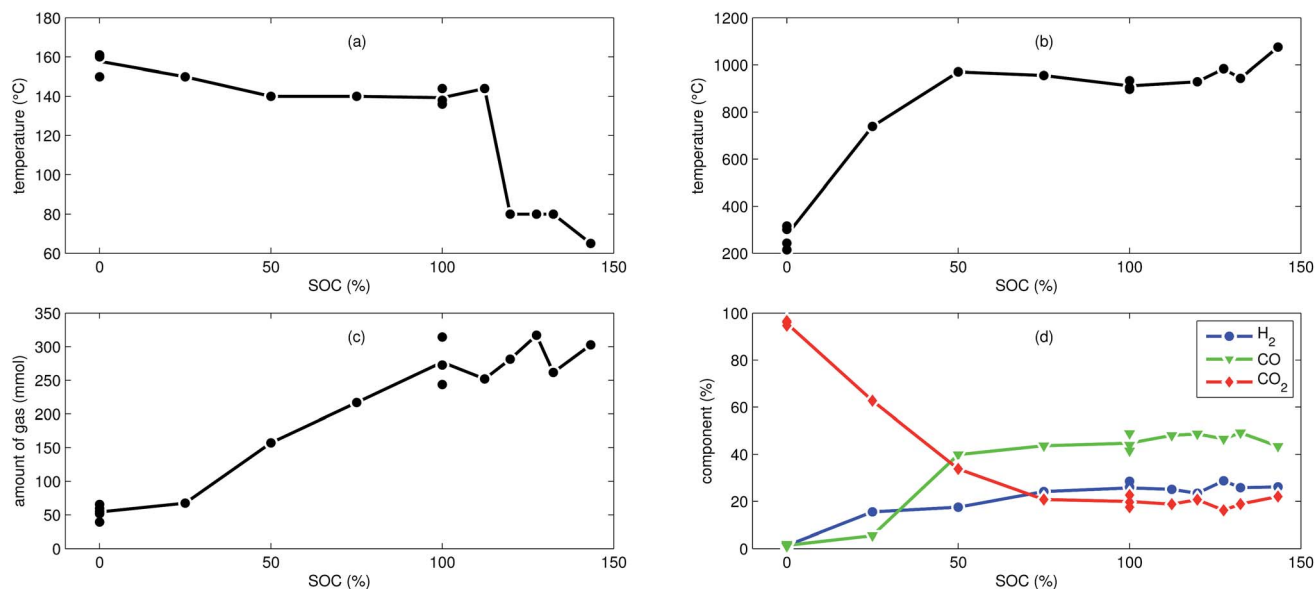 (a)
temperature (°C)
180
160
140
120
100
80
60
0
50
100
150
SOC (%)
(b)
temperature (°C)
1200
1000
800
600
400
200
0
50
100
150
SOC (%)
(c)
amount of gas (mmol)
350
300
250
200
150
100
50
0
0
50
100
150
SOC (%)
(d)
component (%)
100
80
60
40
20
0
0
50
100
150
SOC (%)
H₂
CO
CO₂